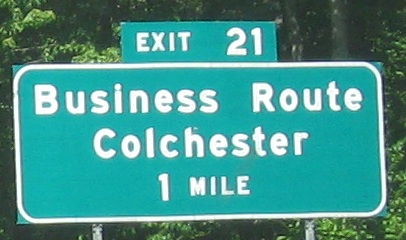 EXIT 21
Business Route
Colchester
1 MILE